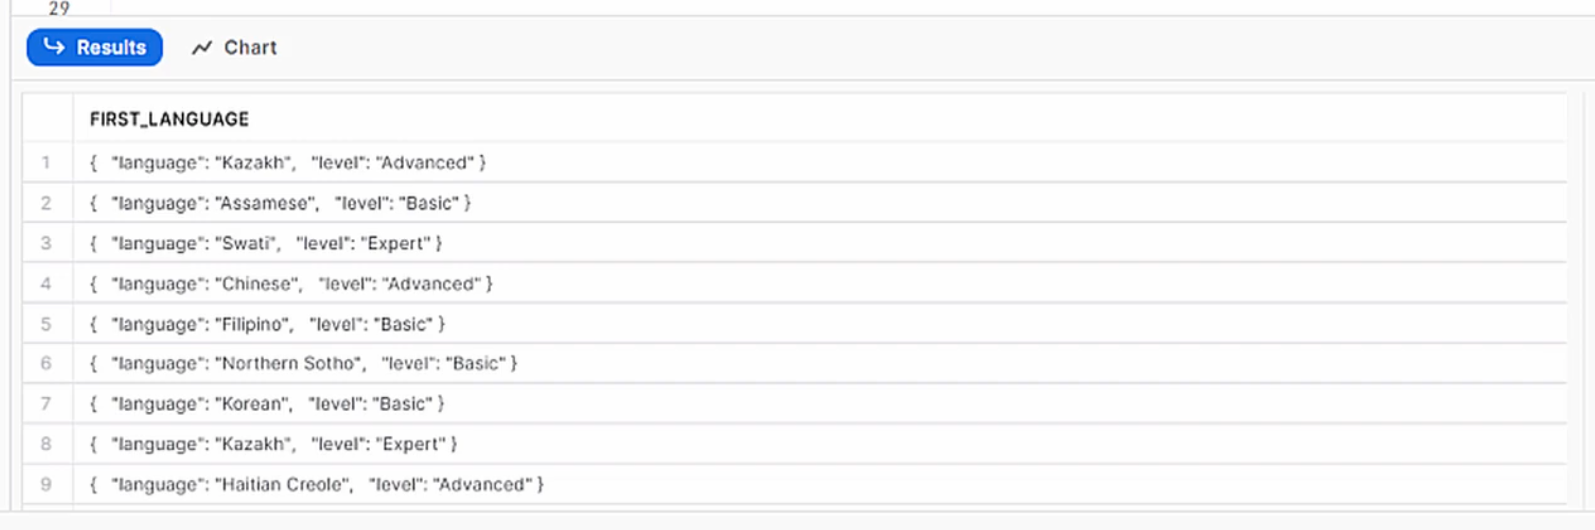 29
Results Chart
FIRST_LANGUAGE
1 { "language": "Kazakh", "level": "Advanced" }
2 { "language": "Assamese", "level": "Basic" }
3 { "language": "Swati", "level": "Expert" }
4 { "language": "Chinese", "level": "Advanced" }
5 { "language": "Filipino", "level": "Basic" }
6 { "language": "Northern Sotho", "level": "Basic" }
7 { "language": "Korean", "level": "Basic" }
8 { "language": "Kazakh", "level": "Expert" }
9 { "language": "Haitian Creole", "level": "Advanced" }